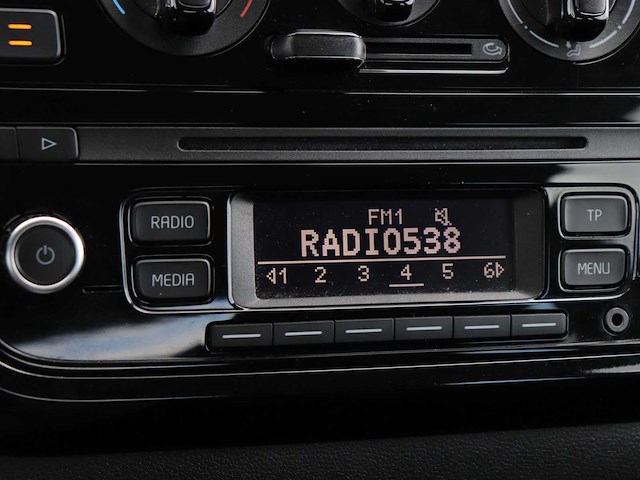 RADIO
MEDIA
FM1
RADIO538
1 2 3 4 5 6
TP
MENU